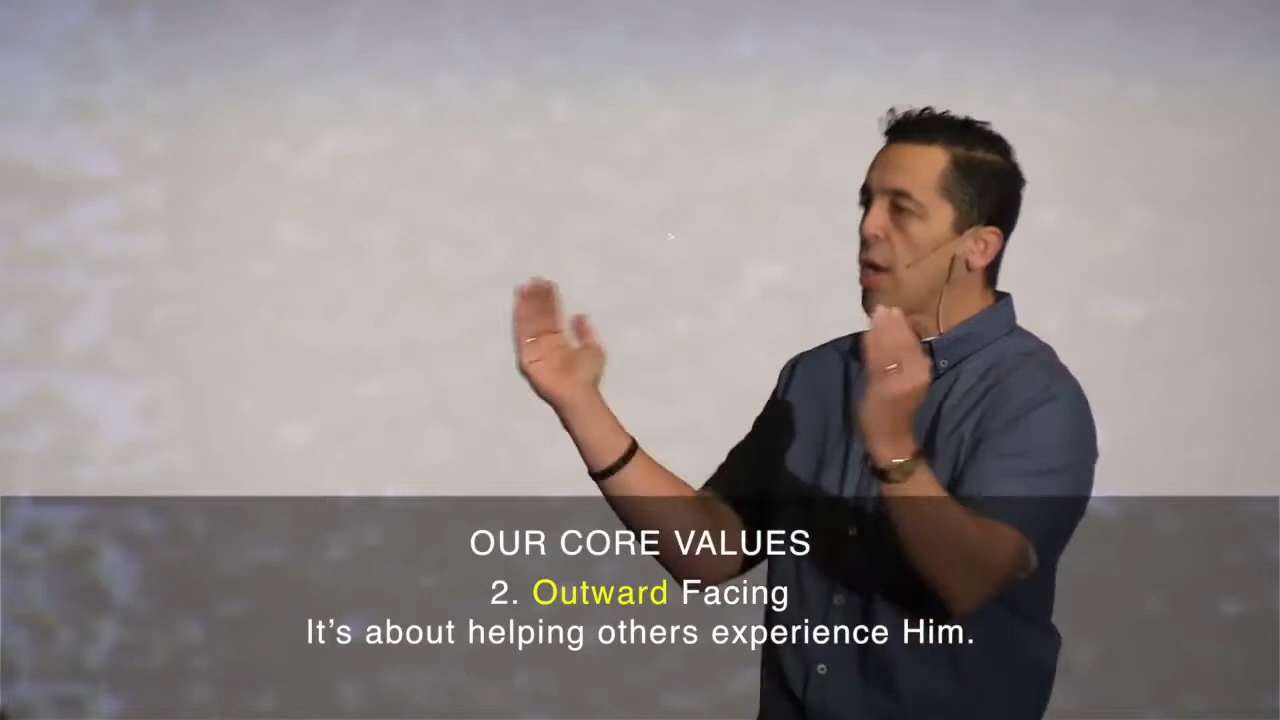 OUR CORE VALUES
2. Outward Facing
It's about helping others experience Him.